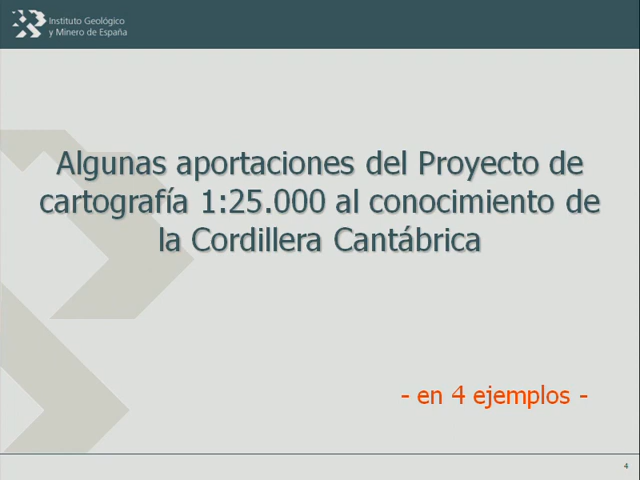 Instituto Geológico
y Minero de España
Algunas aportaciones del Proyecto de
cartografía 1:25.000 al conocimiento de
la Cordillera Cantábrica
- en 4 ejemplos -
4